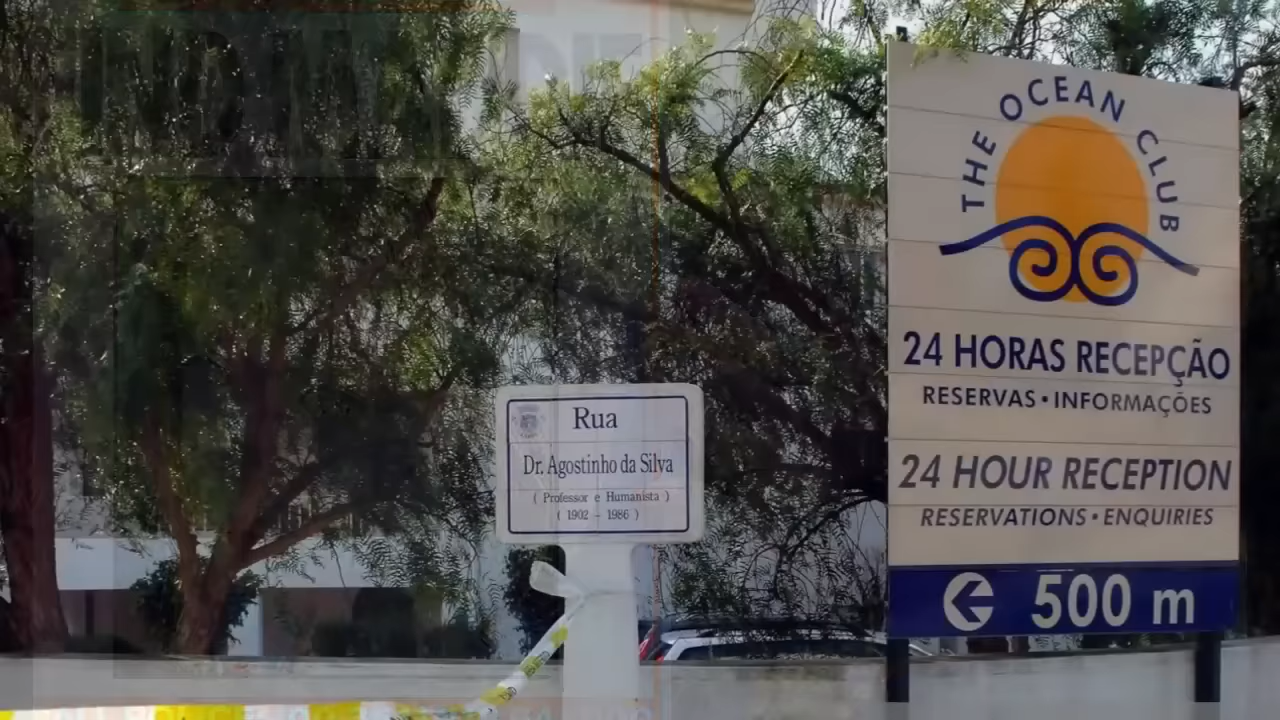 Rua
Dr. Agostinho da Silva
( Professor e Humanista )
( 1902 - 1986 )
THE OCEAN CLUB
24 HORAS RECEPÇÃO
RESERVAS • INFORMAÇÕES
24 HOUR RECEPTION
RESERVATIONS • ENQUIRIES
500 m